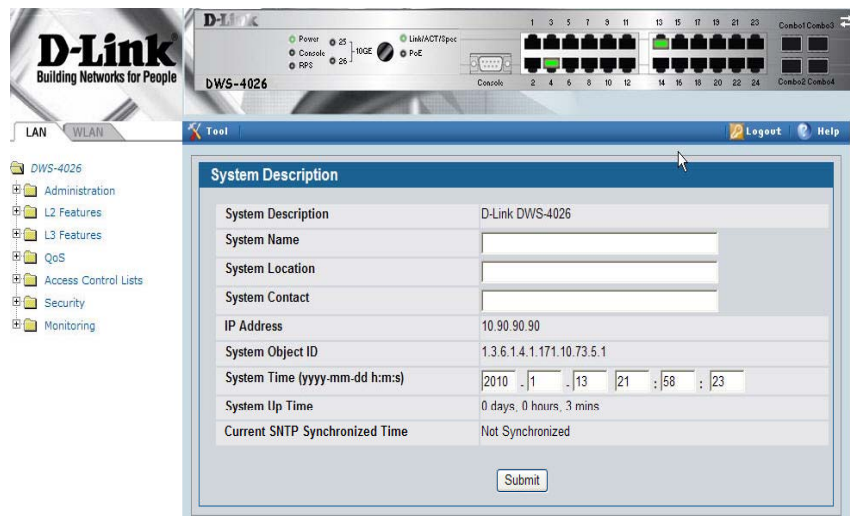 D-Link
Building Networks for People
D-Link
Power
Console
RPS
25
26
10GE
Link/ACT/Spec
PoE
Console
DWS-4026
1 3 5 7 9 11 13 15 17 19 21 23
2 4 6 8 10 12 14 16 18 20 22 24
Combo1 Combo3
Combo2 Combo4
LAN WLAN
Tool
Logout
Help
DWS-4026
Administration
L2 Features
L3 Features
QoS
Access Control Lists
Security
Monitoring
System Description
System Description D-Link DWS-4026
System Name
System Location
System Contact
IP Address 10.90.90.90
System Object ID 1.3.6.1.4.1.171.10.73.5.1
System Time (yyyy-mm-dd h:m:s) 2010 - 1 - 13 21 : 58 : 23
System Up Time 0 days, 0 hours, 3 mins
Current SNTP Synchronized Time Not Synchronized
Submit